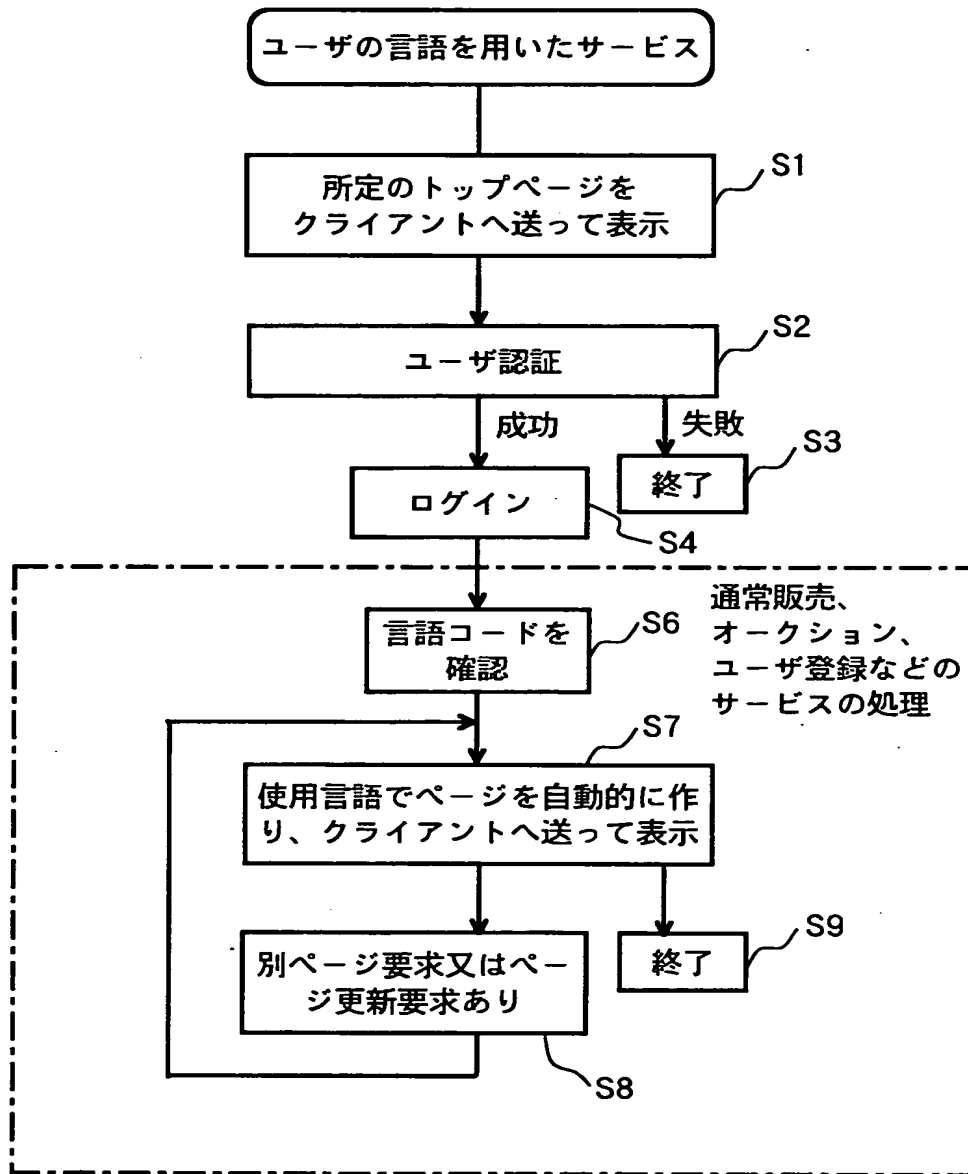 ユーザの言語を用いたサービス
S1
所定のトップページを
クライアントへ送って表示
S2
ユーザ認証
成功
失敗
S3
終了
ログイン
S4
通常販売、
オークション、
ユーザ登録などの
サービスの処理
S6
言語コードを
確認
S7
使用言語でページを自動的に作
り、クライアントへ送って表示
S9
終了
別ページ要求又はペー
ジ更新要求あり
S8